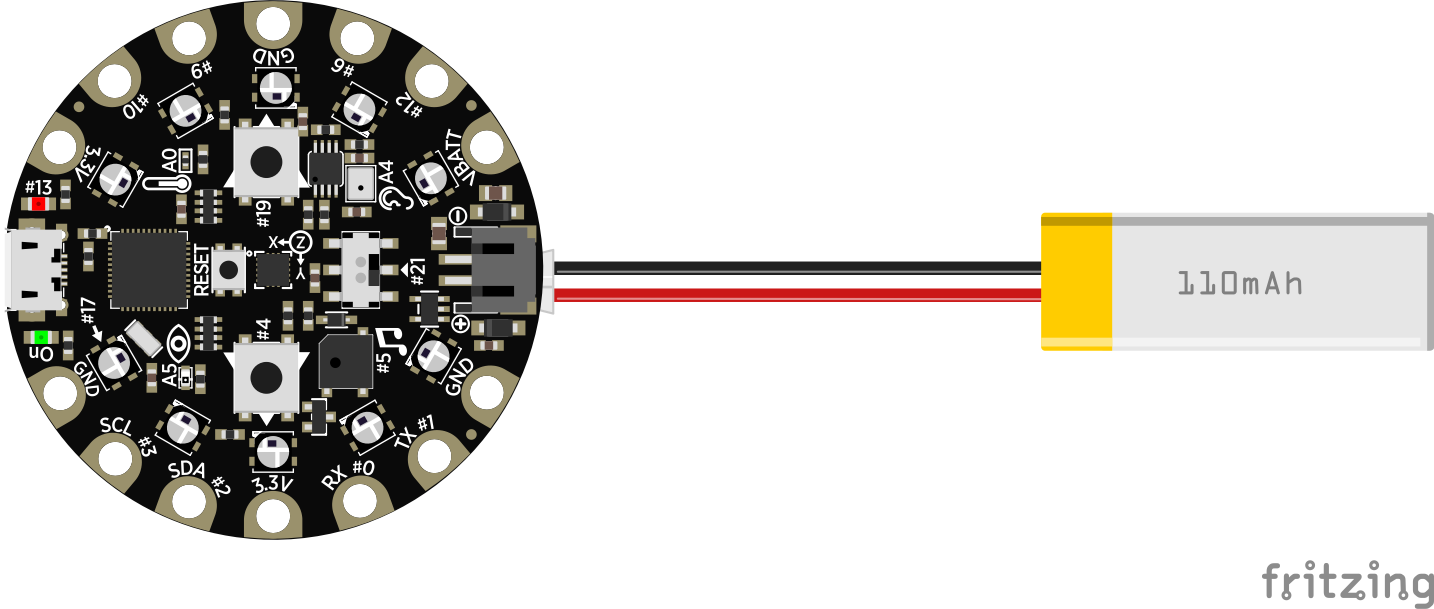 GND
#9
#6
#10
#12
3.3V
A0
A4
VBATT
#13
#19
X
Z
Y
RESET
#21
#17
#4
On
#5
GND
A5
GND
SCL #3
SDA #2
3.3V
RX #0
TX #1
110mAh
fritzing